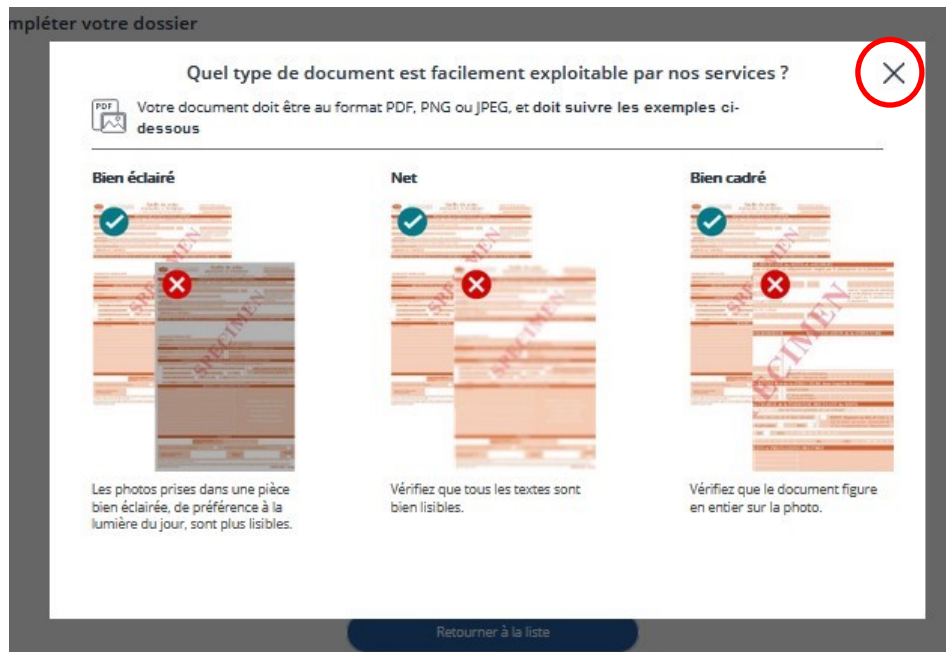 mpléter votre dossier
Quel type de document est facilement exploitable par nos services ?
PDF
Votre document doit être au format PDF, PNG ou JPEG, et doit suivre les exemples ci-
dessous
Bien éclairé
Net
Bien cadré
SPECIMEN
SPECIMEN
SPECIMEN
Les photos prises dans une pièce
bien éclairée, de préférence à la
lumière du jour, sont plus lisibles.
Vérifiez que tous les textes sont
bien lisibles.
Vérifiez que le document figure
en entier sur la photo.
Retourner à la liste